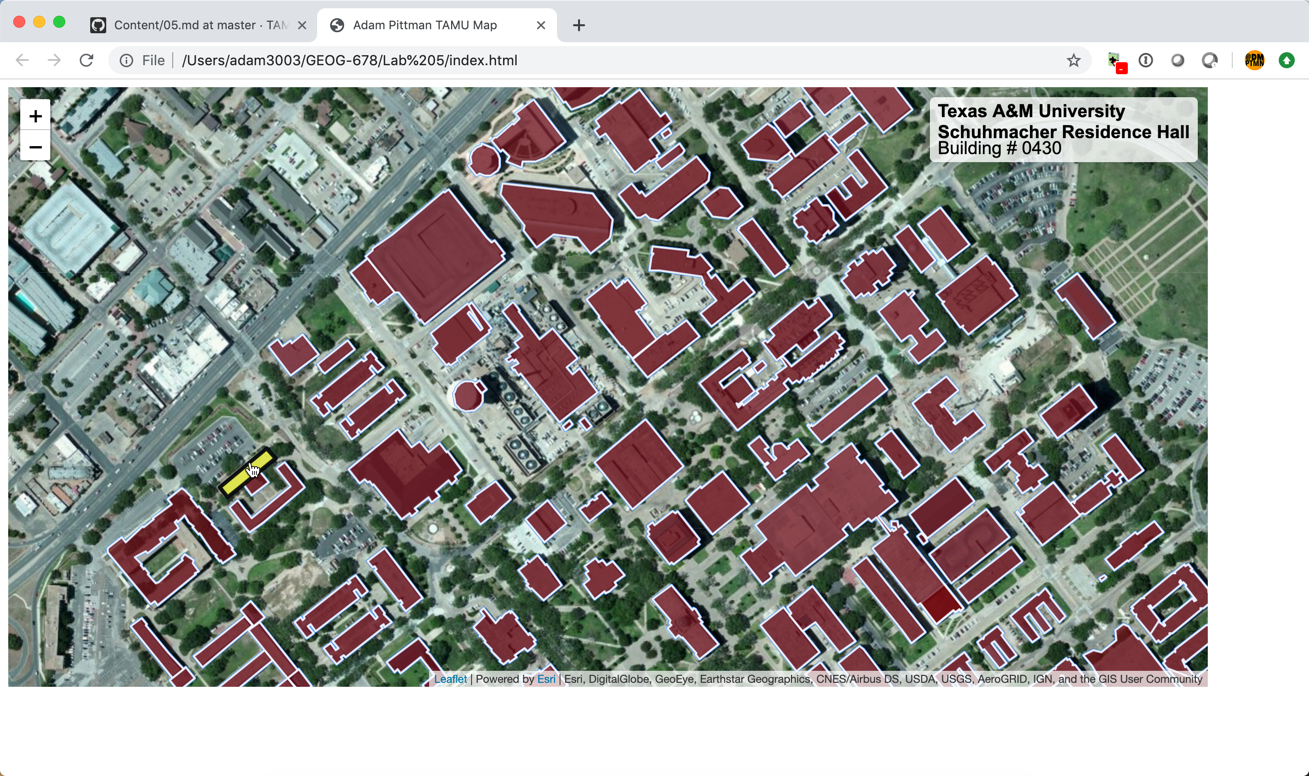 Content/05.md at master · TAM
Adam Pittman TAMU Map
File /Users/adam3003/GEOG-678/Lab%205/index.html
+
−
Texas A&M University
Schuhmacher Residence Hall
Building # 0430
Leaflet | Powered by Esri | Esri, DigitalGlobe, GeoEye, Earthstar Geographics, CNES/Airbus DS, USDA, USGS, AeroGRID, IGN, and the GIS User Community